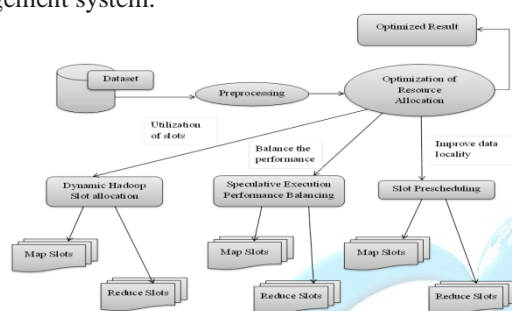 gement system.
Optimized Result
Dataset
Preprocessing
Optimization of
Resource
Allocation
Utilization
of slots
Balance the
performance
Improve data
locality
Dynamic Hadoop
Slot allocation
Speculative Execution
Performance Balancing
Slot Prescheduling
Map Slots
Reduce Slots
Map Slots
Reduce Slots
Map Slots
Reduce Slots